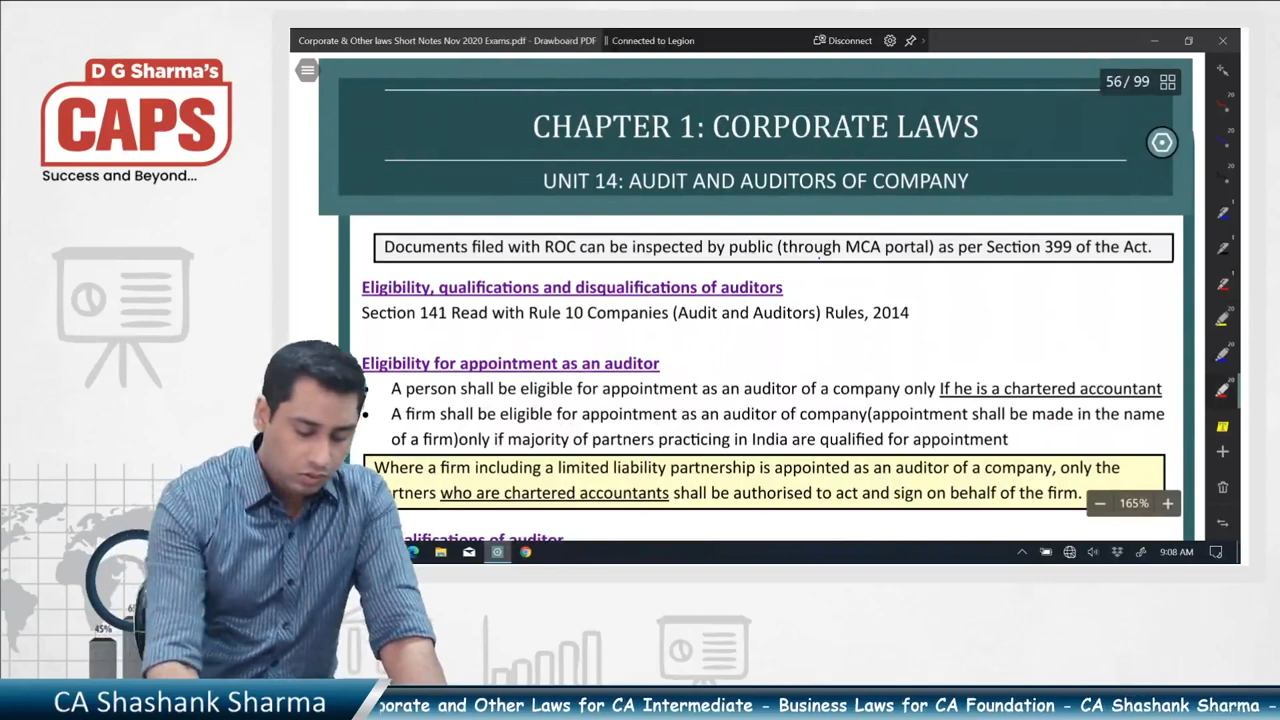 D G Sharma's
CAPS
Success and Beyond...
Corporate & Other laws Short Notes Nov 2020 Exams.pdf - Drawboard PDF
Connected to Legion
Disconnect
56 / 99
CHAPTER 1: CORPORATE LAWS
UNIT 14: AUDIT AND AUDITORS OF COMPANY
Documents filed with ROC can be inspected by public (through MCA portal) as per Section 399 of the Act.
Eligibility, qualifications and disqualifications of auditors
Section 141 Read with Rule 10 Companies (Audit and Auditors) Rules, 2014
Eligibility for appointment as an auditor
• A person shall be eligible for appointment as an auditor of a company only If he is a chartered accountant
• A firm shall be eligible for appointment as an auditor of company(appointment shall be made in the name
of a firm)only if majority of partners practicing in India are qualified for appointment
Where a firm including a limited liability partnership is appointed as an auditor of a company, only the
rtners who are chartered accountants shall be authorised to act and sign on behalf of the firm.
165%
alifications of auditor
9:08 AM
45%
CA Shashank Sharma
porate and Other Laws for CA Intermediate - Business Laws for CA Foundation - CA Shashank Sharma -